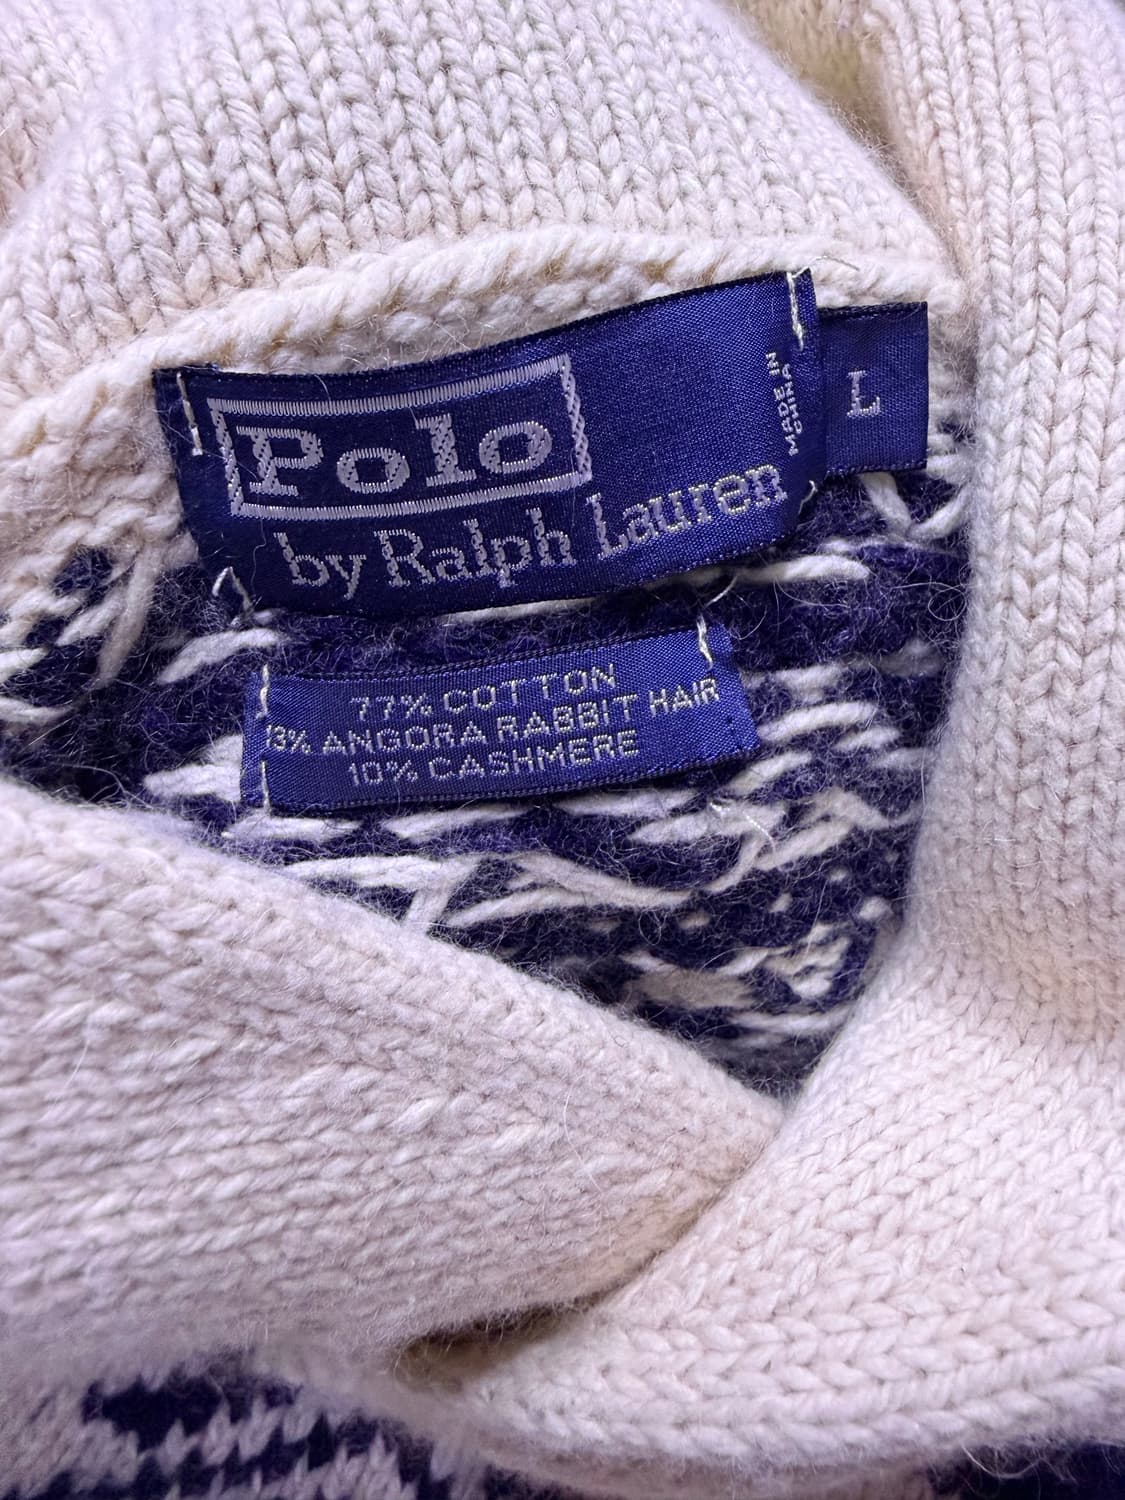 Polo
by Ralph Lauren
MADE IN
CHINA
L
77% COTTON
13% ANGORA RABBIT HAIR
10% CASHMERE